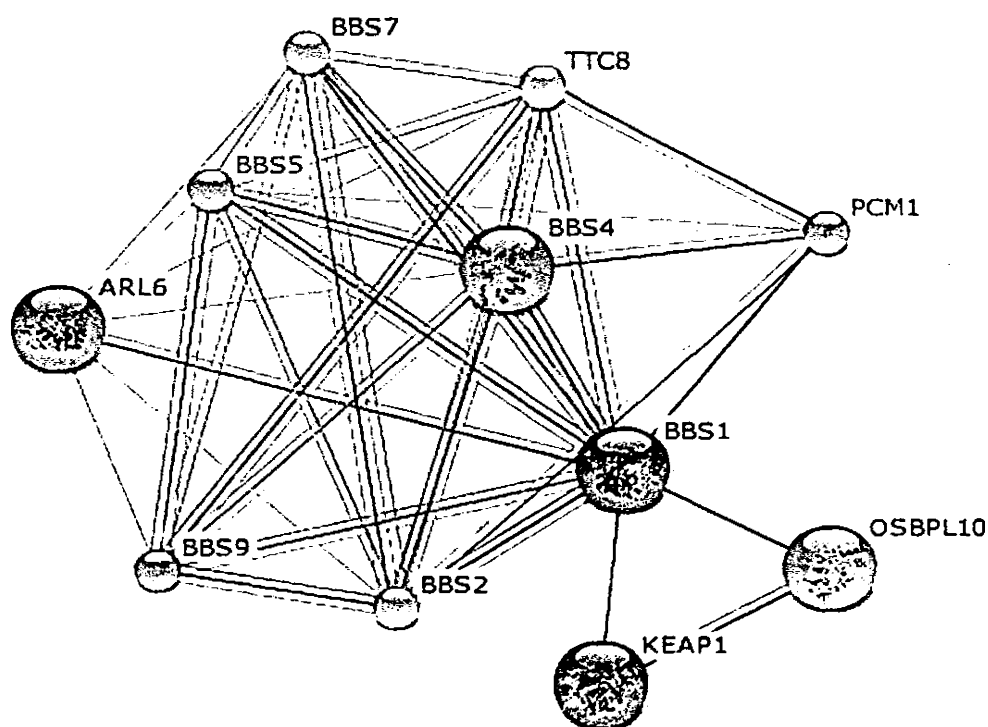 BBS7
TTC8
BBS5
PCM1
BBS4
ARL6
BBS1
OSBPL10
BBS9
BBS2
KEAP1